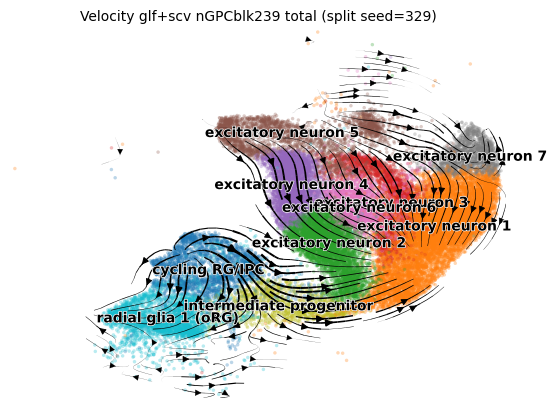 Velocity glf+scv nGPCblk239 total (split seed=329)
excitatory neuron 5
excitatory neuron 7
excitatory neuron 4
excitatory neuron 3
excitatory neuron 6
excitatory neuron 1
excitatory neuron 2
cycling RG/IPC
intermediate progenitor
radial glia 1 (oRG)